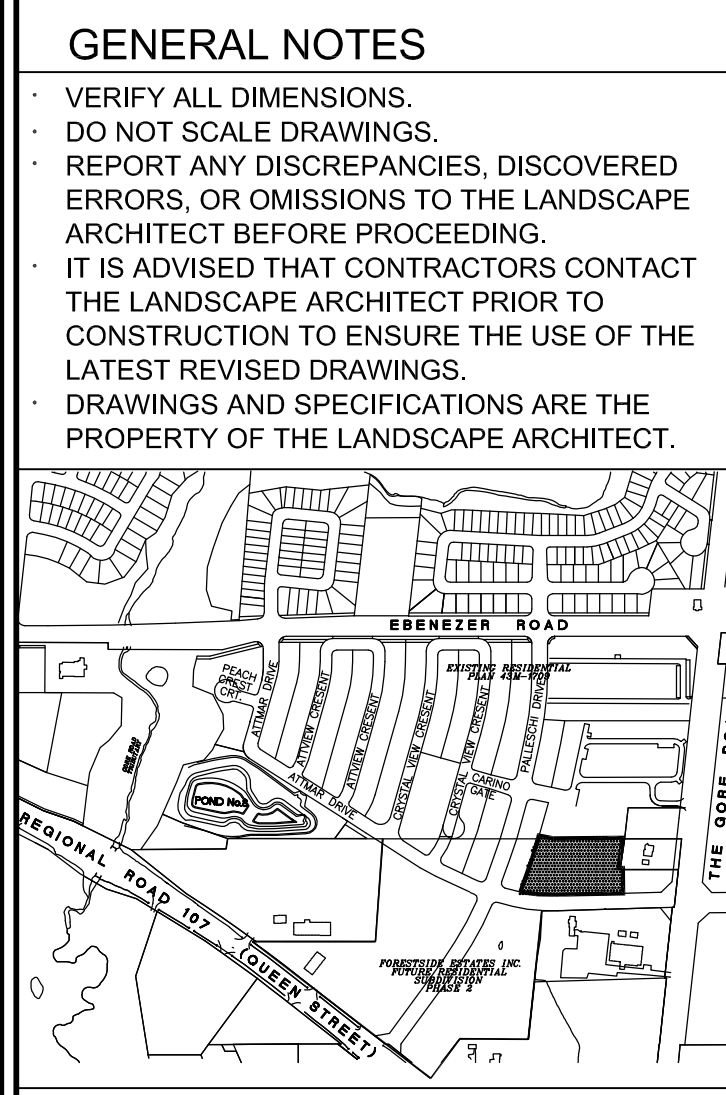 GENERAL NOTES
· VERIFY ALL DIMENSIONS.
· DO NOT SCALE DRAWINGS.
· REPORT ANY DISCREPANCIES, DISCOVERED
ERRORS, OR OMISSIONS TO THE LANDSCAPE
ARCHITECT BEFORE PROCEEDING.
· IT IS ADVISED THAT CONTRACTORS CONTACT
THE LANDSCAPE ARCHITECT PRIOR TO
CONSTRUCTION TO ENSURE THE USE OF THE
LATEST REVISED DRAWINGS.
· DRAWINGS AND SPECIFICATIONS ARE THE
PROPERTY OF THE LANDSCAPE ARCHITECT.
EBENEZER ROAD
EXISTING RESIDENTIAL
PLAN 43M-1709
PEACH
CREST
CRT.
ATTMAR DRIVE
ATTVIEW CRESENT
ATTVIEW CRESENT
CRYSTAL VIEW CRESENT
CRYSTAL VIEW CRESENT
PALLESCHI DRIVE
CARINO
GATE
ATTMAR DRIVE
POND
THE GORE
REGIONAL ROAD 107 (QUEEN STREET)
FORESTSIDE ESTATES INC.
FUTURE RESIDENTIAL
SUBDIVISION
PHASE 2